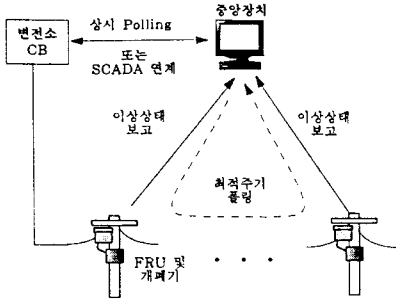 중앙장치
변전소
CB
상시 Polling
또는
SCADA 연계
이상상태
보고
이상상태
보고
최적주기
폴링
FRU 및
개폐기